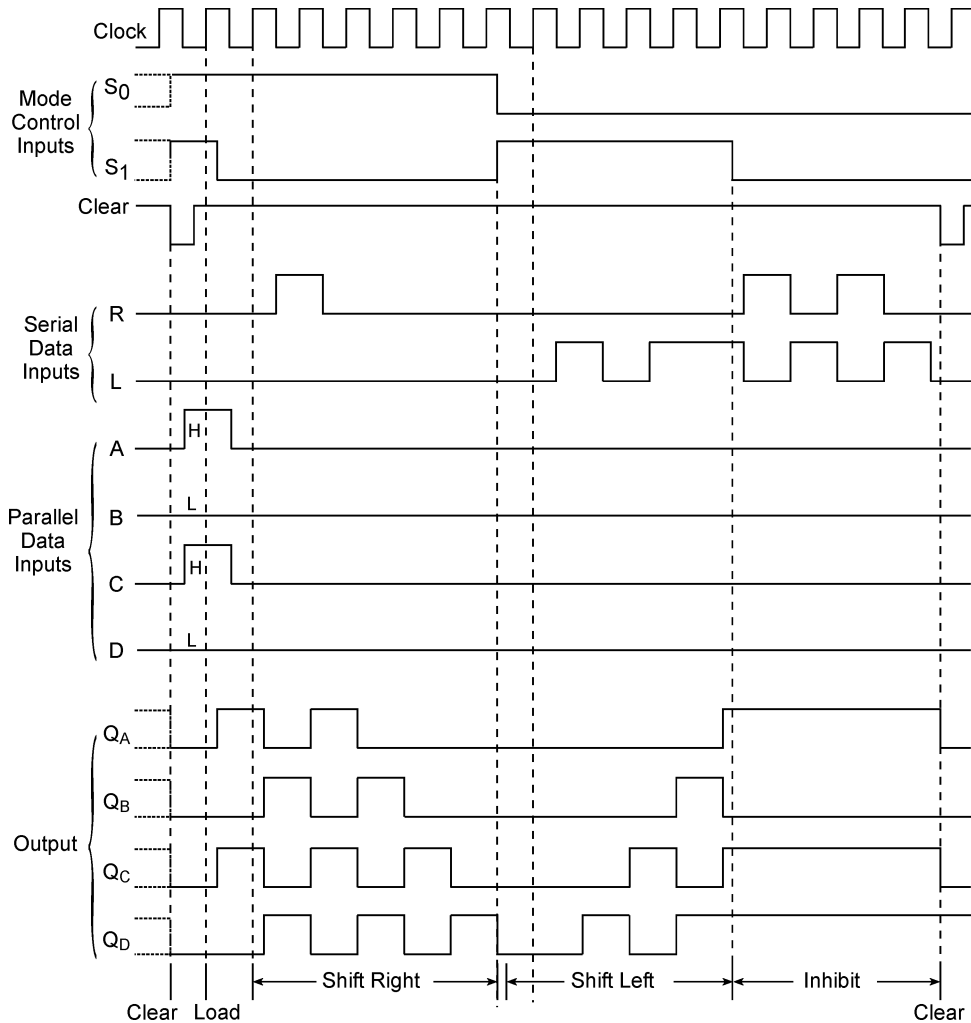 Clock
Mode
Control
Inputs
S0
S1
Clear
Serial
Data
Inputs
R
L
Parallel
Data
Inputs
A
H
B
L
C
H
D
L
Output
QA
QB
QC
QD
Shift Right
Shift Left
Inhibit
Clear
Load
Clear